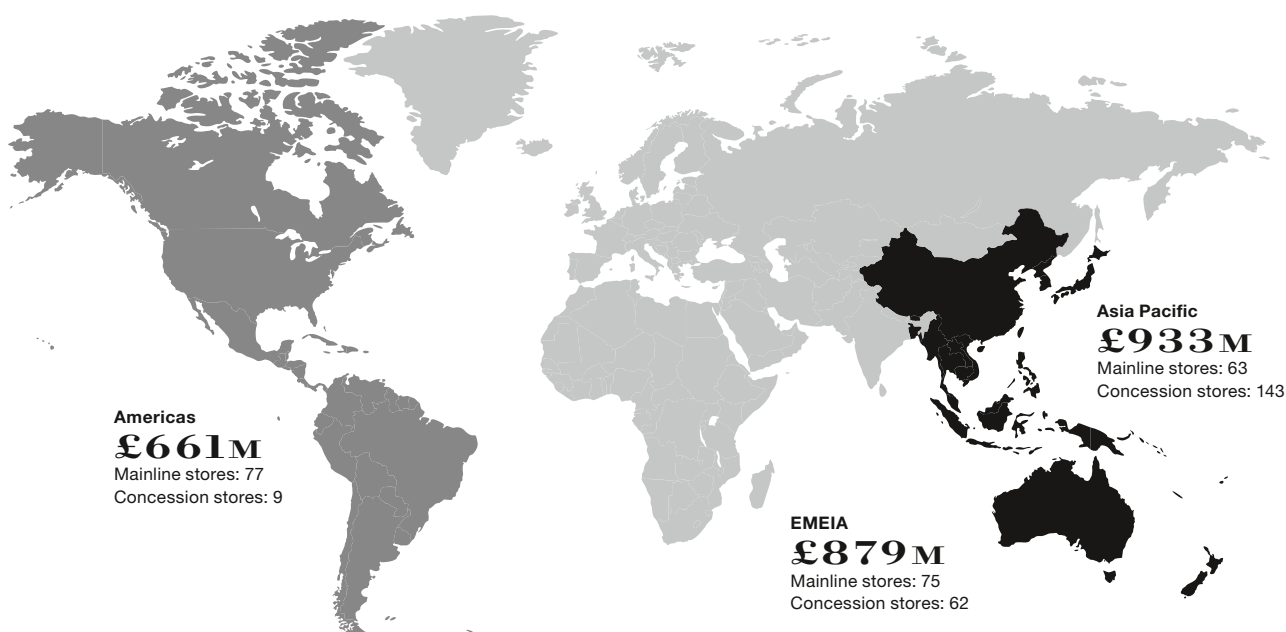 Asia Pacific
£933M
Mainline stores: 63
Concession stores: 143
Americas
£661M
Mainline stores: 77
Concession stores: 9
EMEIA
£879M
Mainline stores: 75
Concession stores: 62